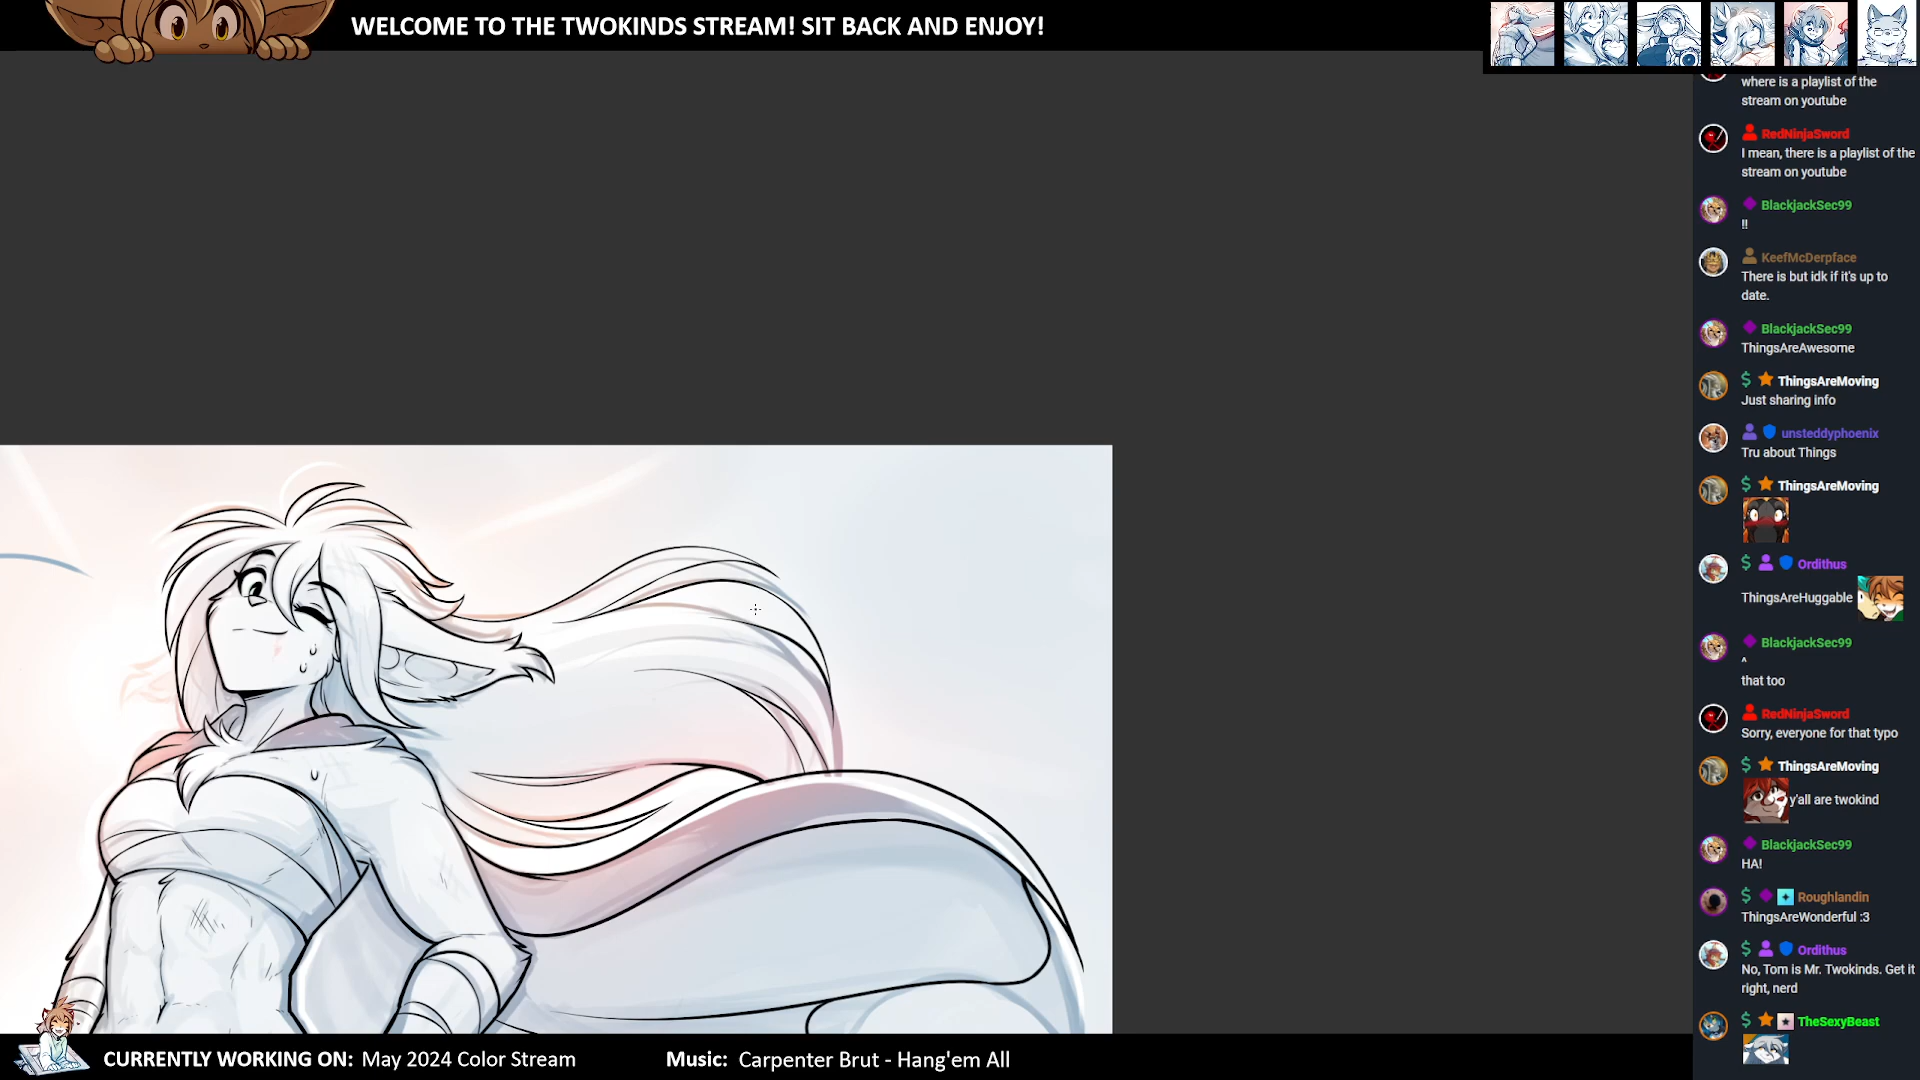 WELCOME TO THE TWOKINDS STREAM! SIT BACK AND ENJOY!
where is a playlist of the
stream on youtube
RedNinjaSword
I mean, there is a playlist of the
stream on youtube
BlackjackSec99
!!
KeefMcDerpface
There is but idk if it's up to
date.
BlackjackSec99
ThingsAreAwesome
$ ThingsAreMoving
Just sharing info
unsteddyphoenix
Tru about Things
$ ThingsAreMoving
$ Ordithus
ThingsAreHuggable
BlackjackSec99
^
that too
RedNinjaSword
Sorry, everyone for that typo
$ ThingsAreMoving
y'all are twokind
BlackjackSec99
HA!
$ Roughlandin
ThingsAreWonderful :3
$ Ordithus
No, Tom is Mr. Twokinds. Get it
right, nerd
$ TheSexyBeast
CURRENTLY WORKING ON: May 2024 Color Stream
Music: Carpenter Brut - Hang'em All